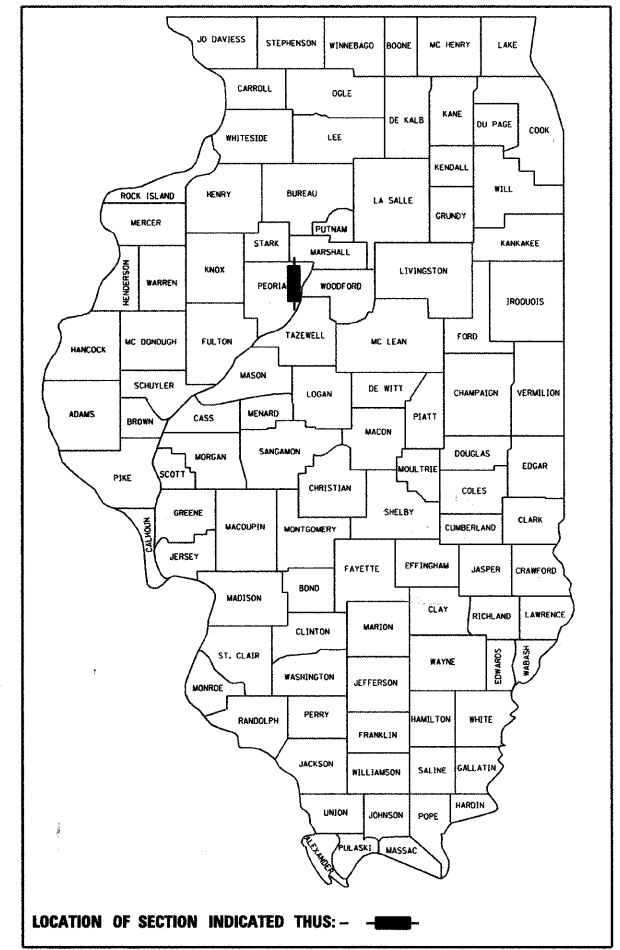 JO DAVIESS STEPHENSON WINNEBAGO BOONE MC HENRY LAKE
CARROLL OGLE DE KALB KANE DU PAGE COOK
WHITESIDE LEE KENDALL WILL
ROCK ISLAND HENRY BUREAU LA SALLE GRUNDY
MERCER PUTNAM
STARK MARSHALL KANKAKEE
HENDERSON WARREN KNOX PEORIA WOODFORD LIVINGSTON IROQUOIS
HANCOCK MC DONOUGH FULTON TAZEWELL MC LEAN FORD
SCHUYLER MASON LOGAN DE WITT CHAMPAIGN VERMILION
ADAMS BROWN CASS MENARD MACON PIATT
PIKE SCOTT MORGAN SANGAMON CHRISTIAN MOULTRIE DOUGLAS EDGAR
COLES
CALHOUN GREENE MACOUPIN MONTGOMERY SHELBY CUMBERLAND CLARK
JERSEY FAYETTE EFFINGHAM JASPER CRAWFORD
MADISON BOND
CLINTON MARION CLAY RICHLAND LAWRENCE
ST. CLAIR WAYNE EDWARDS WABASH
MONROE WASHINGTON JEFFERSON
RANDOLPH PERRY HAMILTON WHITE
FRANKLIN
JACKSON WILLIAMSON SALINE GALLATIN
UNION JOHNSON POPE HARDIN
ALEXANDER PULASKI MASSAC
LOCATION OF SECTION INDICATED THUS: -